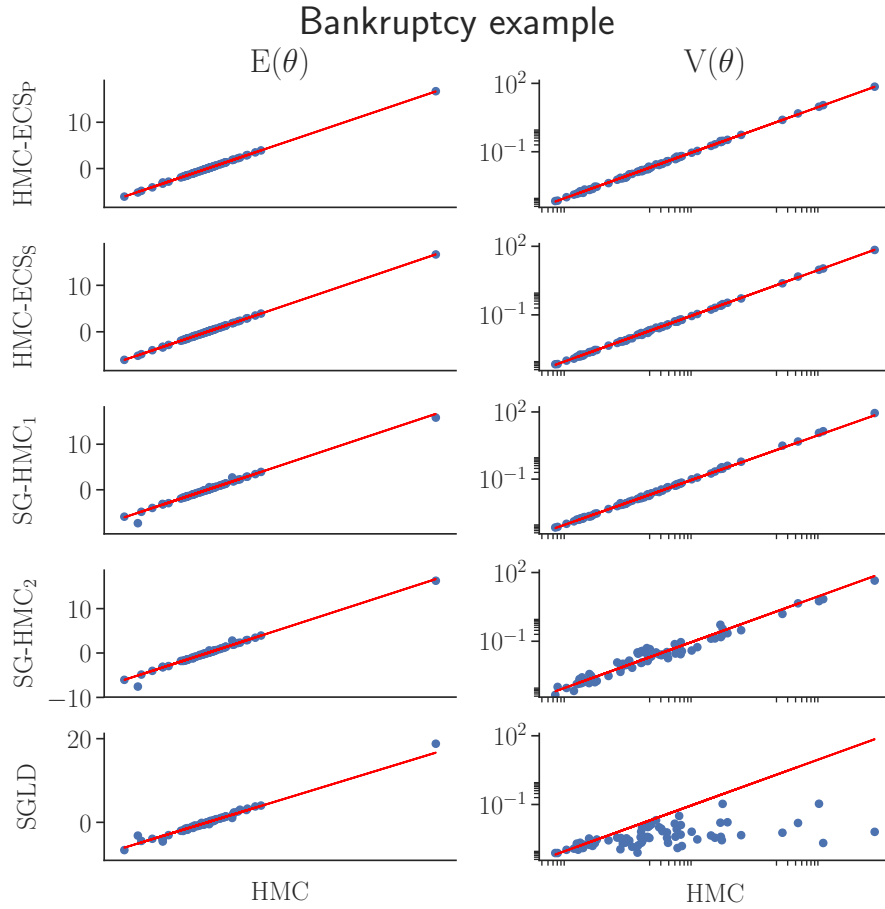 Bankruptcy example
E(θ) V(θ)
HMC-ECS_P
10
0
10^2
10^{-1}
HMC-ECS_S
10
0
10^2
10^{-1}
SG-HMC_1
10
0
10^2
10^{-1}
SG-HMC_2
10
0
−10
10^2
10^{-1}
SGLD
20
0
10^2
10^{-1}
HMC HMC